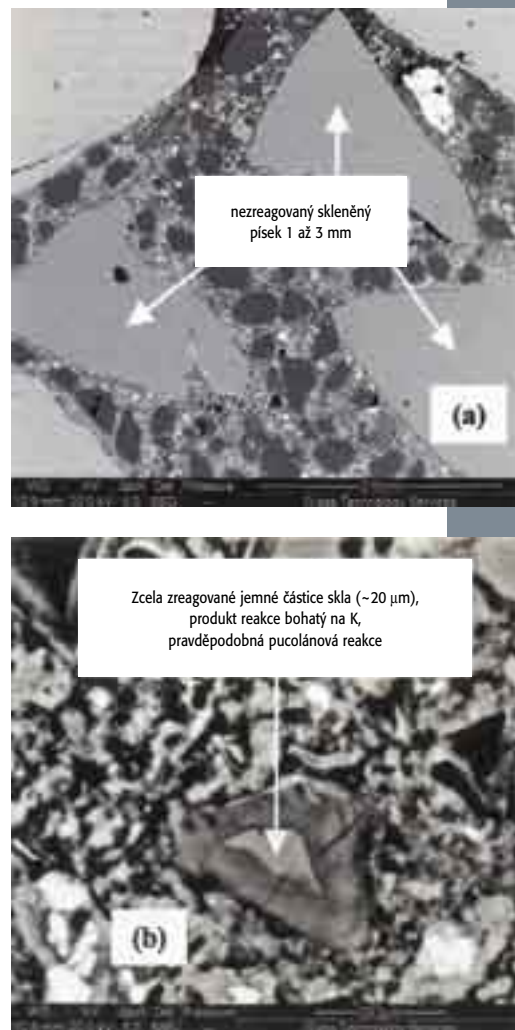 nezreagovaný skleněný
písek 1 až 3 mm
(a)
Zcela zreagované jemné částice skla (~20 μm),
produkt reakce bohatý na K,
pravděpodobná pucolánová reakce
(b)